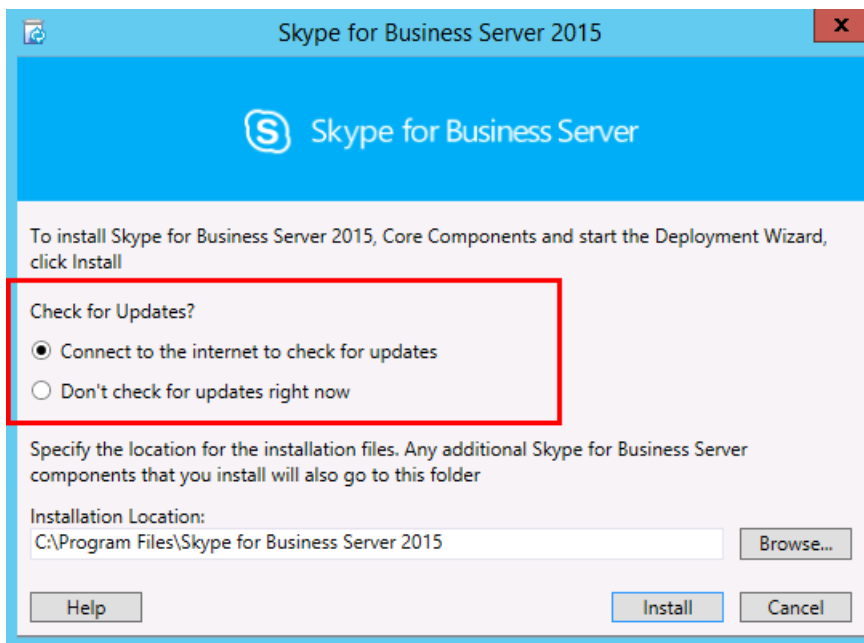 Skype for Business Server 2015
x
S Skype for Business Server
To install Skype for Business Server 2015, Core Components and start the Deployment Wizard,
click Install
Check for Updates?
Connect to the internet to check for updates
Don't check for updates right now
Specify the location for the installation files. Any additional Skype for Business Server
components that you install will also go to this folder
Installation Location:
C:\Program Files\Skype for Business Server 2015
Browse...
Help
Install
Cancel